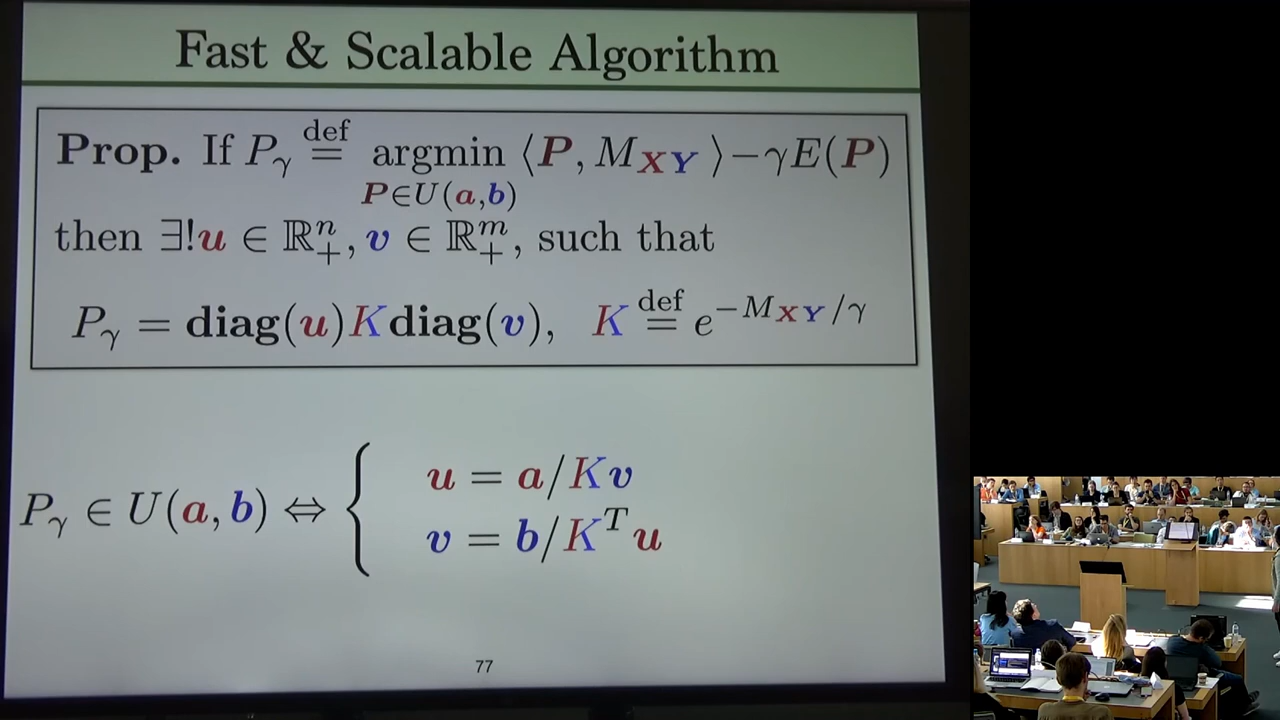 Fast & Scalable Algorithm
Prop. If P_γ def= argmin ⟨P, M_XY⟩−γE(P)
P∈U(a,b)
then ∃!u ∈ ℝ^n_+, v ∈ ℝ^m_+, such that
P_γ = diag(u)Kdiag(v), K def= e^{−M_XY/γ}
u = a/Kv
P_γ ∈ U(a, b) ⇔ {
v = b/K^T u
77